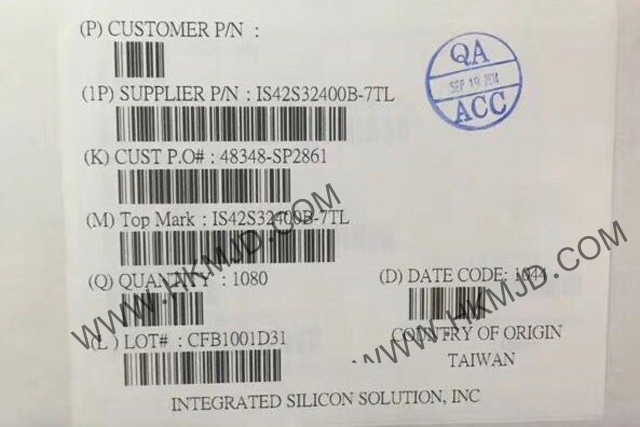 (P) CUSTOMER P/N :
(1P) SUPPLIER P/N : IS42S32400B-7TL
(K) CUST P.O# : 48348-SP2861
(M) Top Mark : IS42S32400B-7TL
(Q) QUANTITY : 1080
(D) DATE CODE: 1044
(L) LOT# : CFB1001D31
COUNTRY OF ORIGIN
TAIWAN
INTEGRATED SILICON SOLUTION, INC
QA
SEP 19 2014
ACC
WWW.HKMJD.COM
WWW.HKMJD.COM